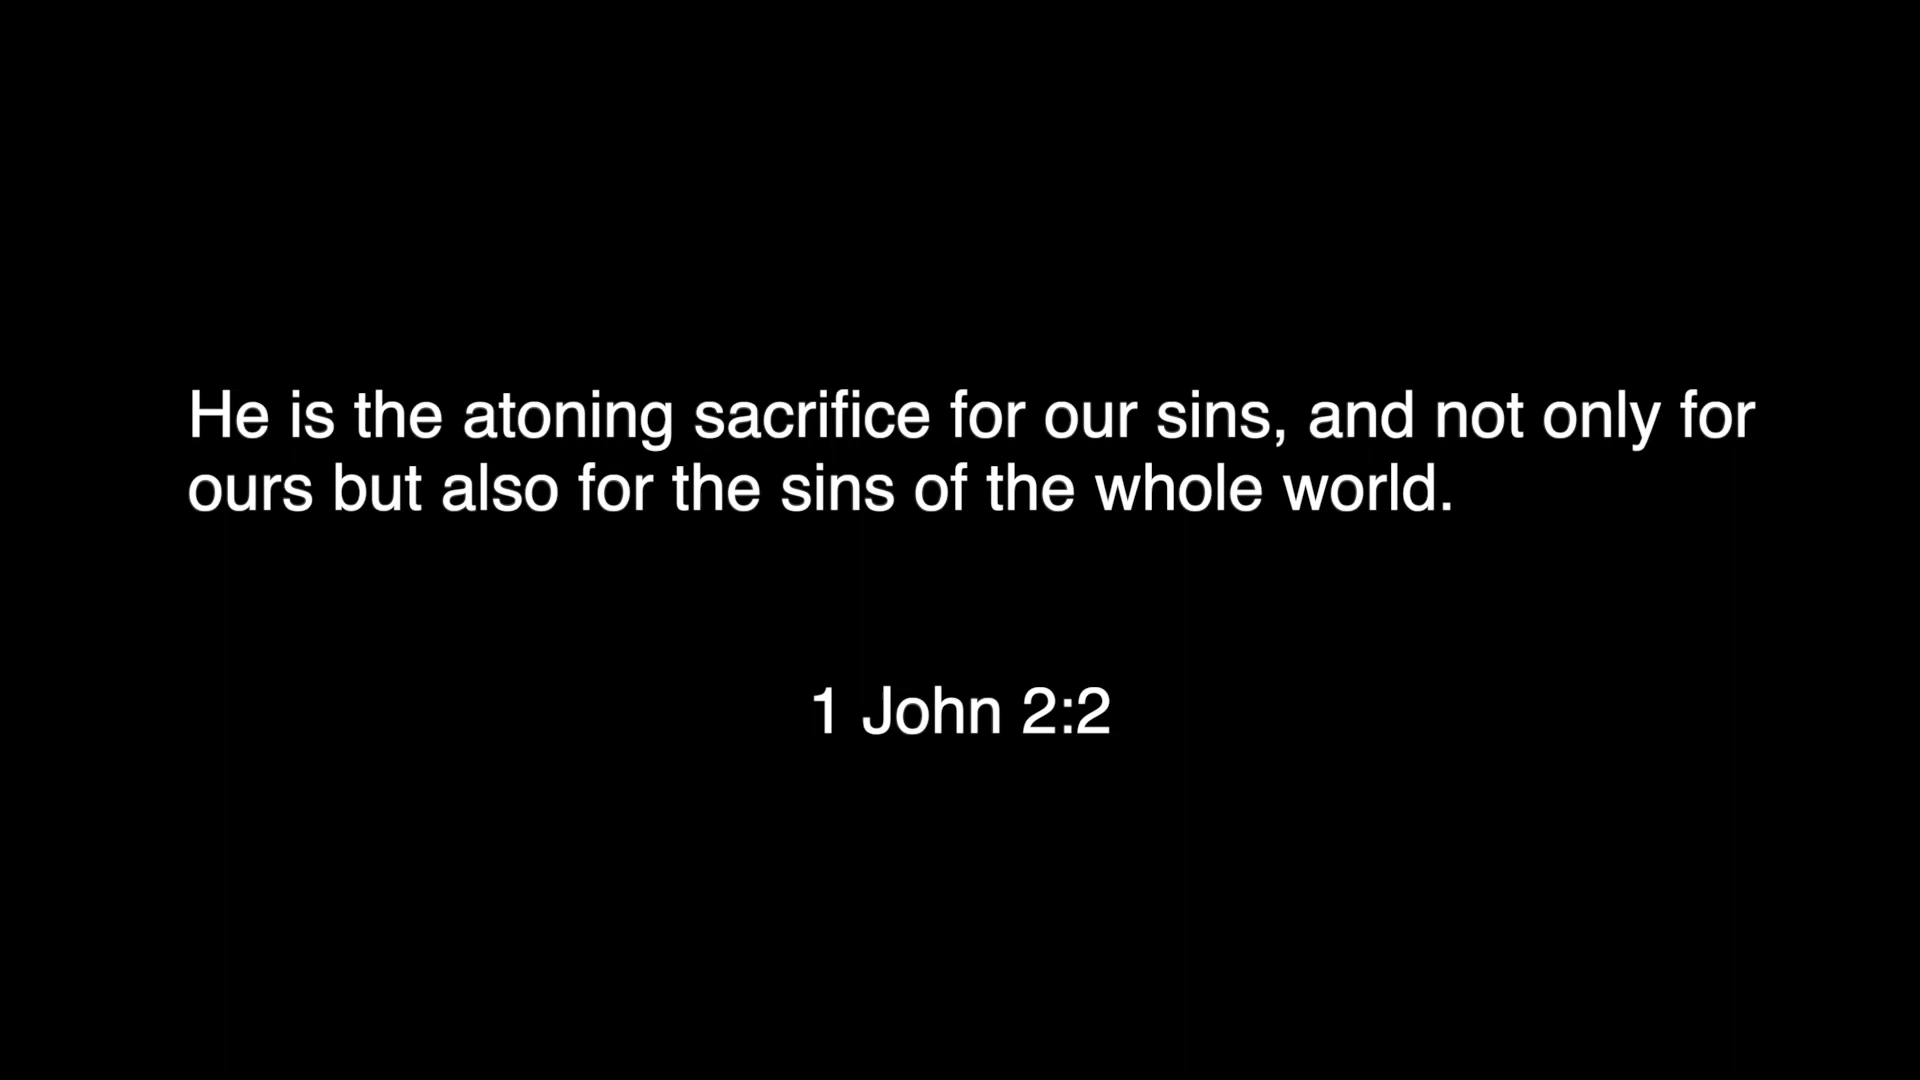 He is the atoning sacrifice for our sins, and not only for
ours but also for the sins of the whole world.
1 John 2:2